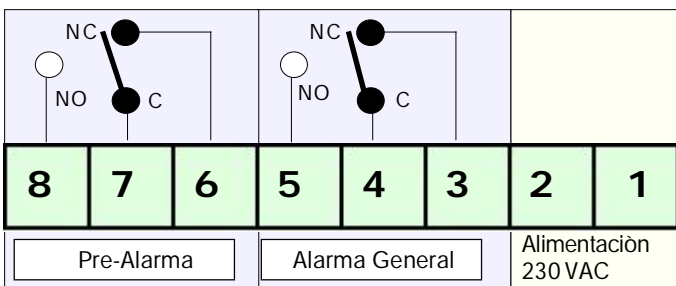 NC NC
NO C NO C
8 7 6 5 4 3 2 1
Pre-Alarma Alarma General Alimentaciòn
230 VAC